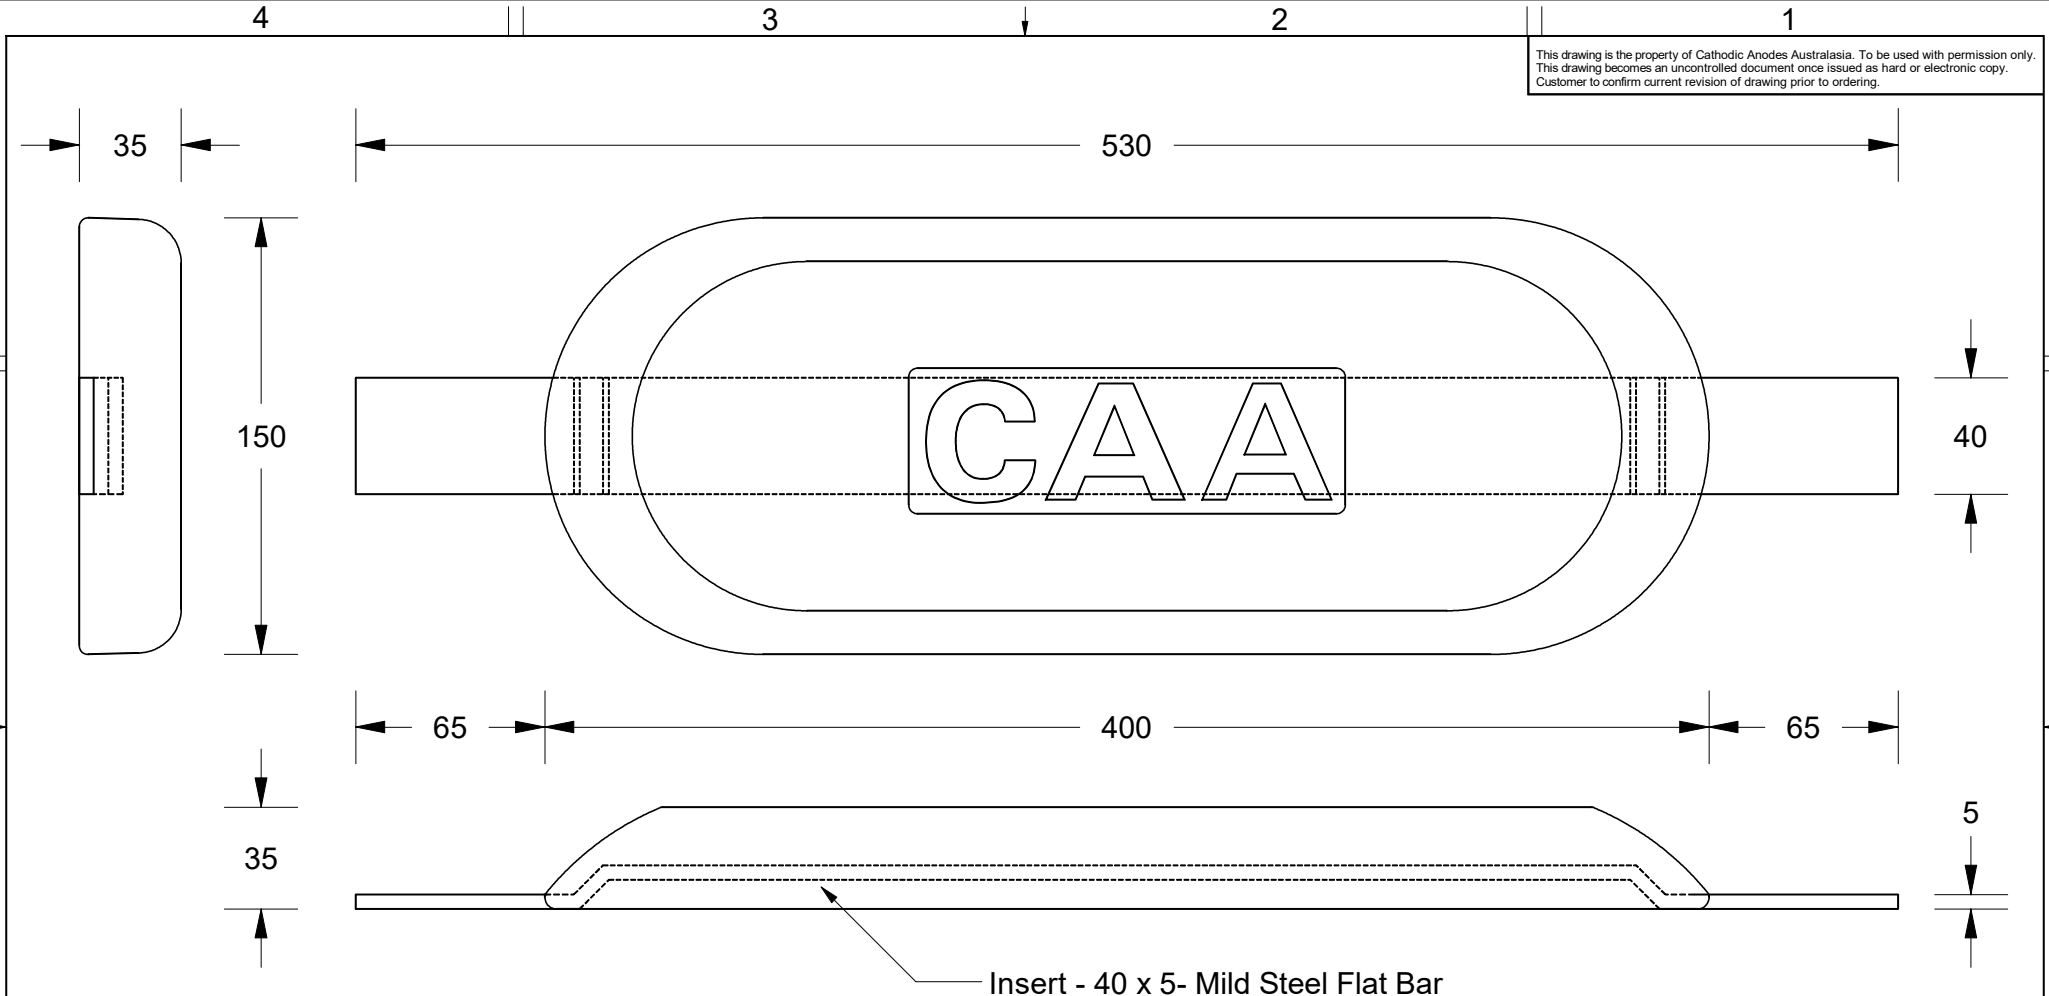 4 3 2 1
This drawing is the property of Cathodic Anodes Australasia. To be used with permission only.
This drawing becomes an uncontrolled document once issued as hard or electronic copy.
Customer to confirm current revision of drawing prior to ordering.
35
530
150
CAA
40
65
400
65
35
5
Insert - 40 x 5- Mild Steel Flat Bar